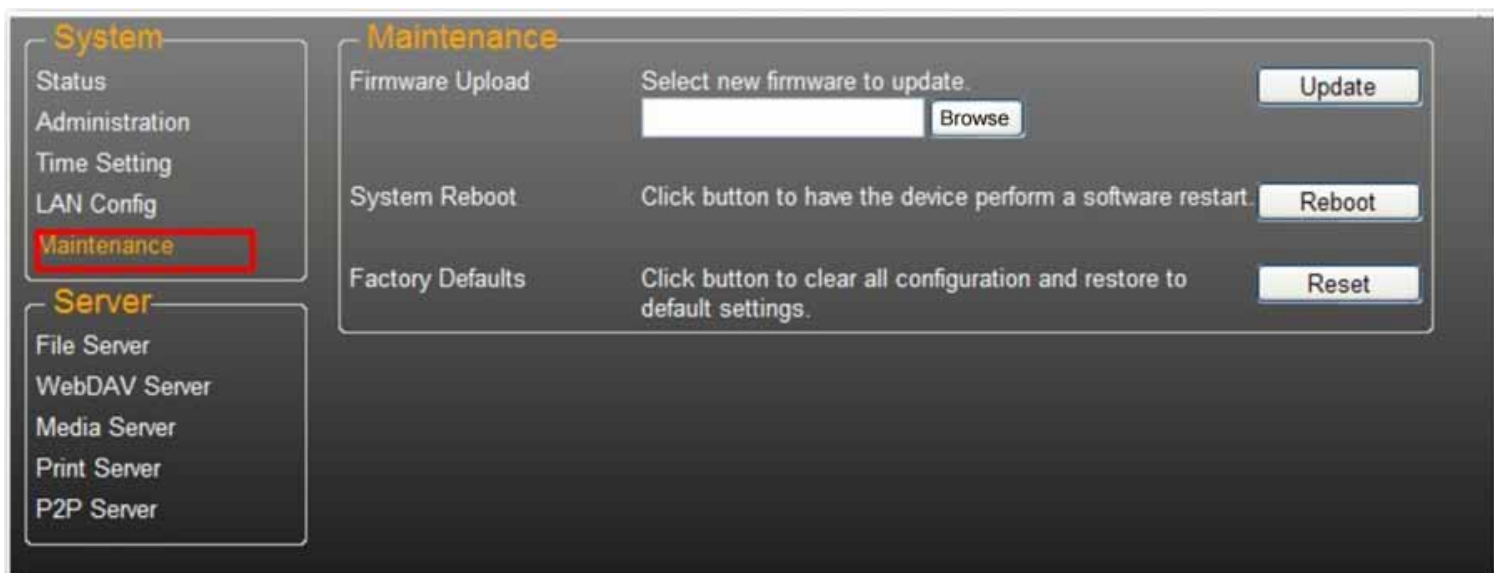 System
Status
Administration
Time Setting
LAN Config
Maintenance
Server
File Server
WebDAV Server
Media Server
Print Server
P2P Server
Maintenance
Firmware Upload
Select new firmware to update.
Browse
Update
System Reboot
Click button to have the device perform a software restart.
Reboot
Factory Defaults
Click button to clear all configuration and restore to
default settings.
Reset